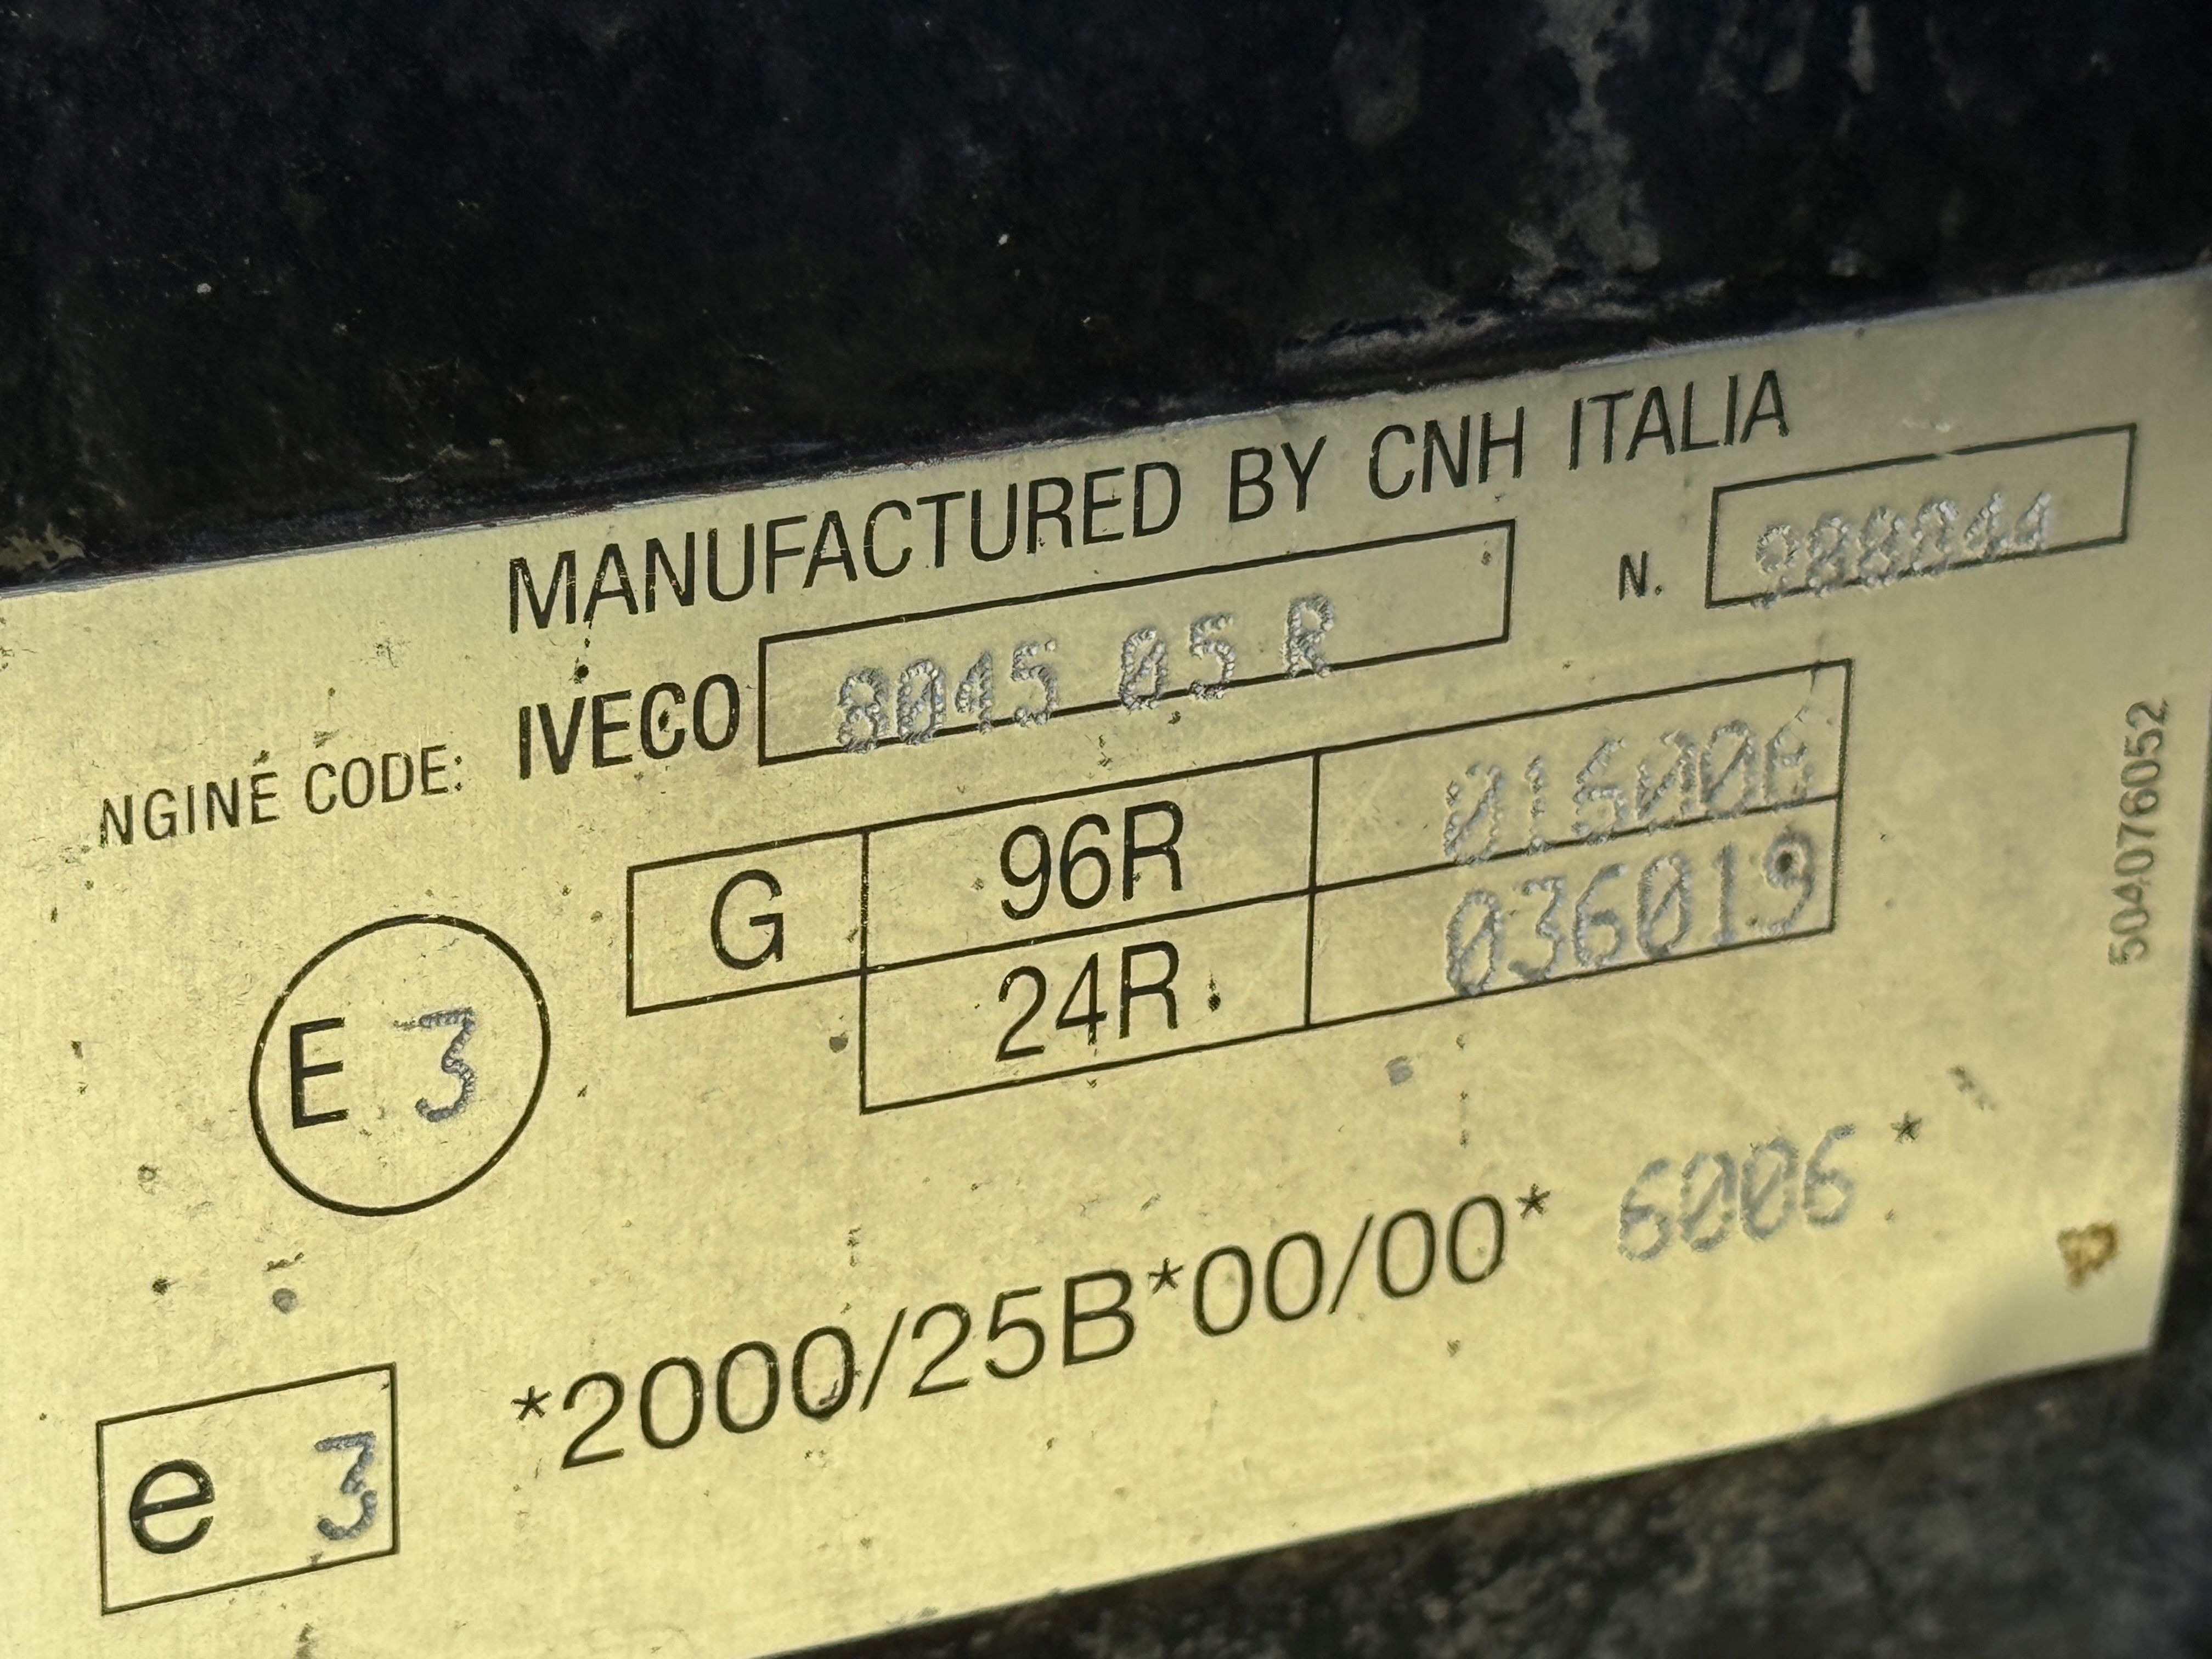 MANUFACTURED BY CNH ITALIA
NGINE CODE: IVECO 8045 05 R N.
G 96R 016006
24R 036019
E 3
e 3 *2000/25B*00/00* 6006 *
504076052